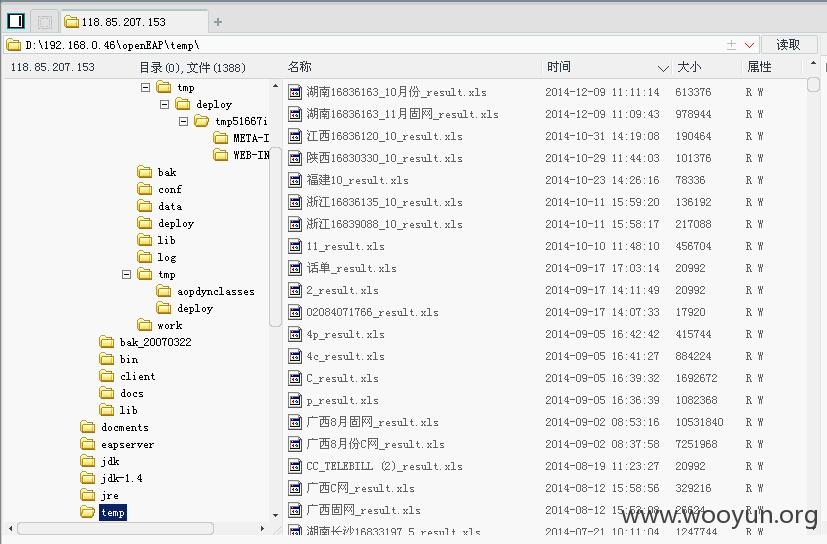 118.85.207.153
D:\192.168.0.46\openEAP\temp\
读取
118.85.207.153
目录(0),文件(1388)
名称 时间 大小 属性
tmp
deploy
tmp51667i
META-I
WEB-IN
bak
conf
data
deploy
lib
log
tmp
aopdynclasses
deploy
work
bak_20070322
bin
client
docs
lib
docments
eapserver
jdk
jdk-1.4
jre
temp
湖南16836163_10月份_result.xls 2014-12-09 11:11:14 613376 R W
湖南16836163_11月固网_result.xls 2014-12-09 11:09:43 978944 R W
江西16836120_10_result.xls 2014-10-31 14:19:08 190464 R W
陕西16830330_10_result.xls 2014-10-29 11:44:03 101376 R W
福建10_result.xls 2014-10-23 14:26:16 78336 R W
浙江16836135_10_result.xls 2014-10-11 15:59:20 136192 R W
浙江16839088_10_result.xls 2014-10-11 15:58:17 217088 R W
11_result.xls 2014-10-10 11:48:10 456704 R W
话单_result.xls 2014-09-17 17:03:14 20992 R W
2_result.xls 2014-09-17 14:11:49 20992 R W
02084071766_result.xls 2014-09-17 14:07:33 17920 R W
4p_result.xls 2014-09-05 16:42:42 415744 R W
4c_result.xls 2014-09-05 16:41:27 884224 R W
C_result.xls 2014-09-05 16:39:32 1692672 R W
p_result.xls 2014-09-05 16:36:39 1082368 R W
广西8月固网_result.xls 2014-09-02 08:53:16 10531840 R W
广西8月份C网_result.xls 2014-09-02 08:37:58 7251968 R W
CC_TELEBILL (2)_result.xls 2014-08-19 11:23:27 20992 R W
广西C网_result.xls 2014-08-12 15:58:56 329216 R W
广西固网_result.xls 2014-08-12
湖南长沙16833197_5_result.xls 2014-07-21 10:11:04 1247744 R W
www.wooyun.org